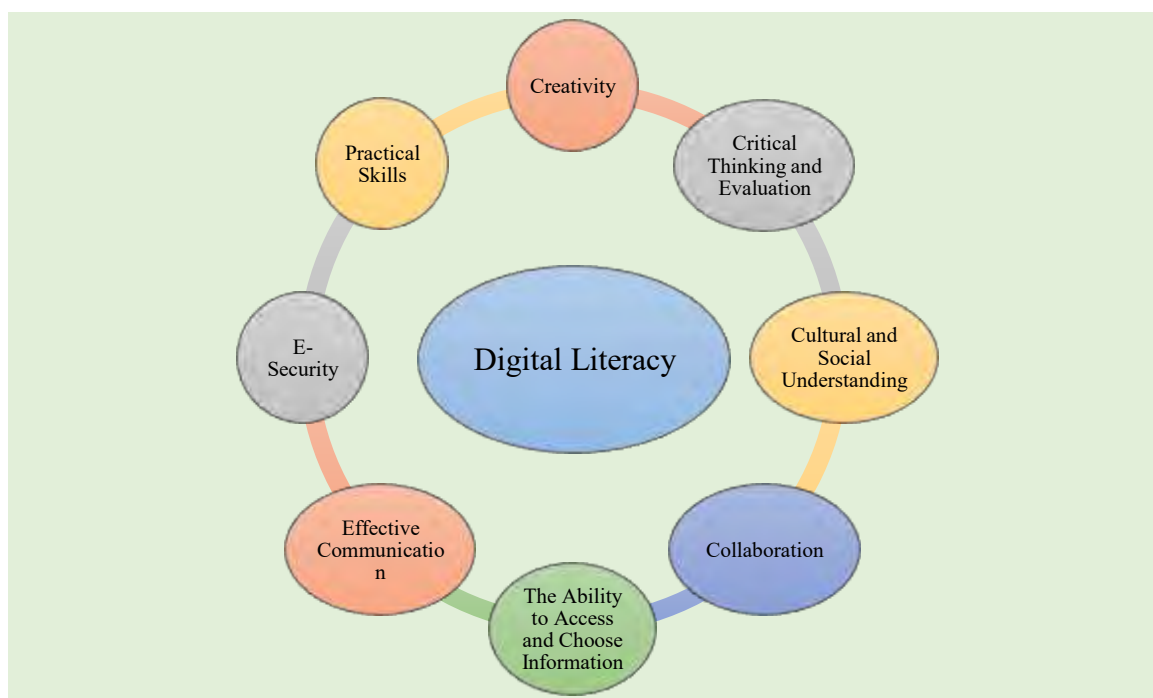 Creativity
Critical
Thinking and
Evaluation
Cultural and
Social
Understanding
Collaboration
The Ability
to Access
and Choose
Information
Effective
Communicatio
n
E-
Security
Practical
Skills
Digital Literacy